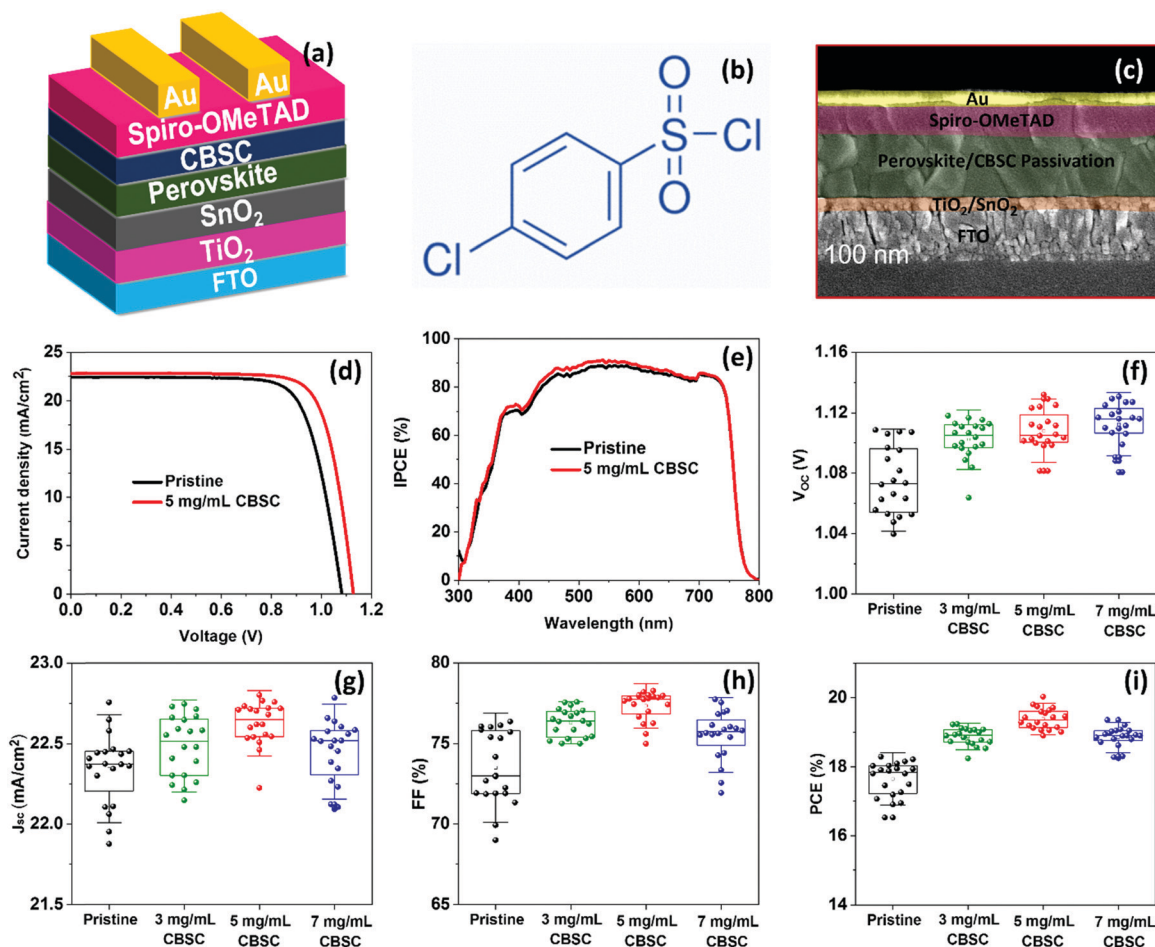 (a)
Au
Au
Spiro-OMeTAD
CBSC
Perovskite
SnO₂
TiO₂
FTO
(b)
O
S
Cl
O
Cl
(c)
Au
Spiro-OMeTAD
Perovskite/CBSC Passivation
TiO₂/SnO₂
FTO
100 nm
(d)
Current density (mA/cm²)
25
20
15
10
5
0
Pristine
5 mg/mL CBSC
0.0 0.2 0.4 0.6 0.8 1.0 1.2
Voltage (V)
(e)
IPCE (%)
100
80
60
40
20
0
Pristine
5 mg/mL CBSC
300 400 500 600 700 800
Wavelength (nm)
(f)
V_OC (V)
1.16
1.12
1.08
1.04
1.00
Pristine 3 mg/mL 5 mg/mL 7 mg/mL
CBSC CBSC CBSC
(g)
J_SC (mA/cm²)
23.0
22.5
22.0
21.5
Pristine 3 mg/mL 5 mg/mL 7 mg/mL
CBSC CBSC CBSC
(h)
FF (%)
80
75
70
65
Pristine 3 mg/mL 5 mg/mL 7 mg/mL
CBSC CBSC CBSC
(i)
PCE (%)
20
18
16
14
Pristine 3 mg/mL 5 mg/mL 7 mg/mL
CBSC CBSC CBSC